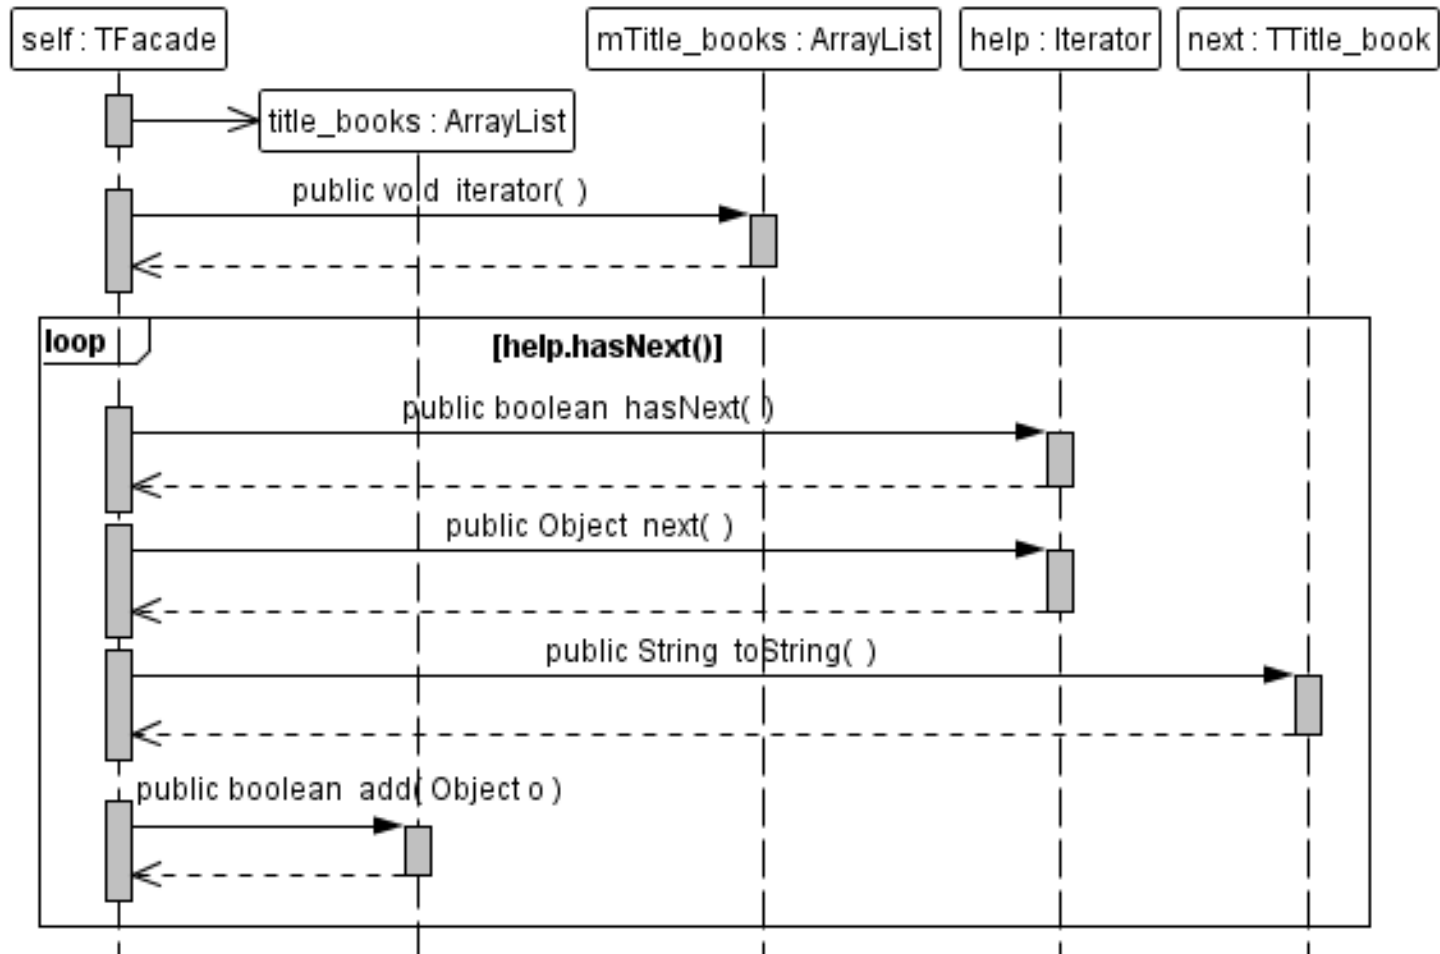 self : TFacade
mTitle_books : ArrayList
help : Iterator
next : TTitle_book
title_books : ArrayList
public void  iterator(  )
loop
[help.hasNext()]
public boolean  hasNext(  )
public Object  next(  )
public String  toString(  )
public boolean  add( Object o )